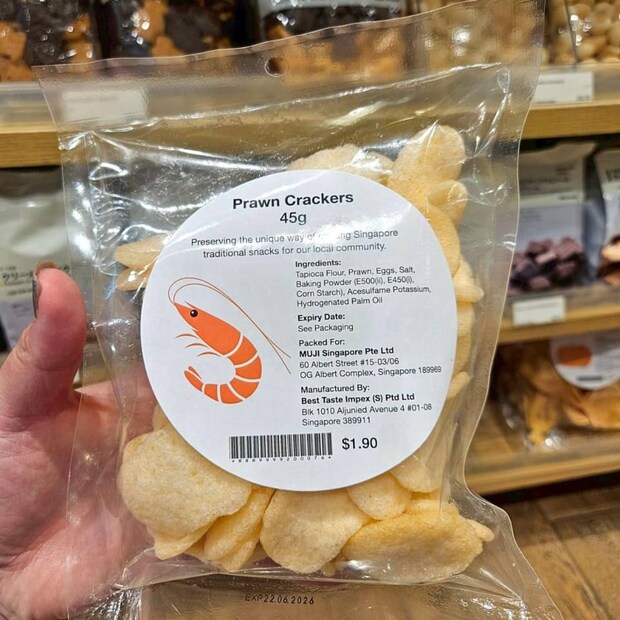 Prawn Crackers
45g
Preserving the unique way of Singapore
traditional snacks for our local community.
Ingredients:
Tapioca Flour, Prawn, Eggs, Salt,
Baking Powder (E500(ii), E450(i),
Corn Starch), Acesulfame Potassium,
Hydrogenated Palm Oil
Expiry Date:
See Packaging
Packed For:
MUJI Singapore Pte Ltd
60 Albert Street #15-03/06
OG Albert Complex, Singapore 189969
Manufactured By:
Best Taste Impex (S) Ptd Ltd
Blk 1010 Aljunied Avenue 4 #01-08
Singapore 389911
$1.90
EXP22.06.2026